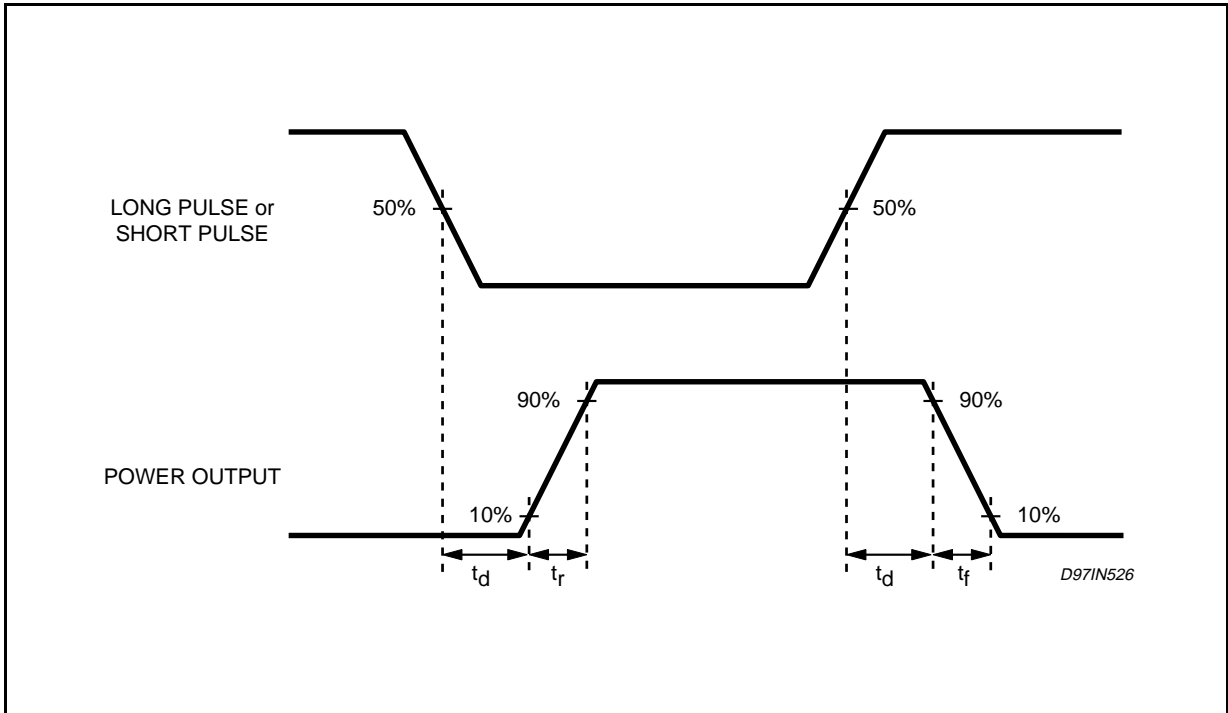 LONG PULSE or
SHORT PULSE
50%
50%
90%
90%
POWER OUTPUT
10%
10%
td
tr
td
tf
D97IN526